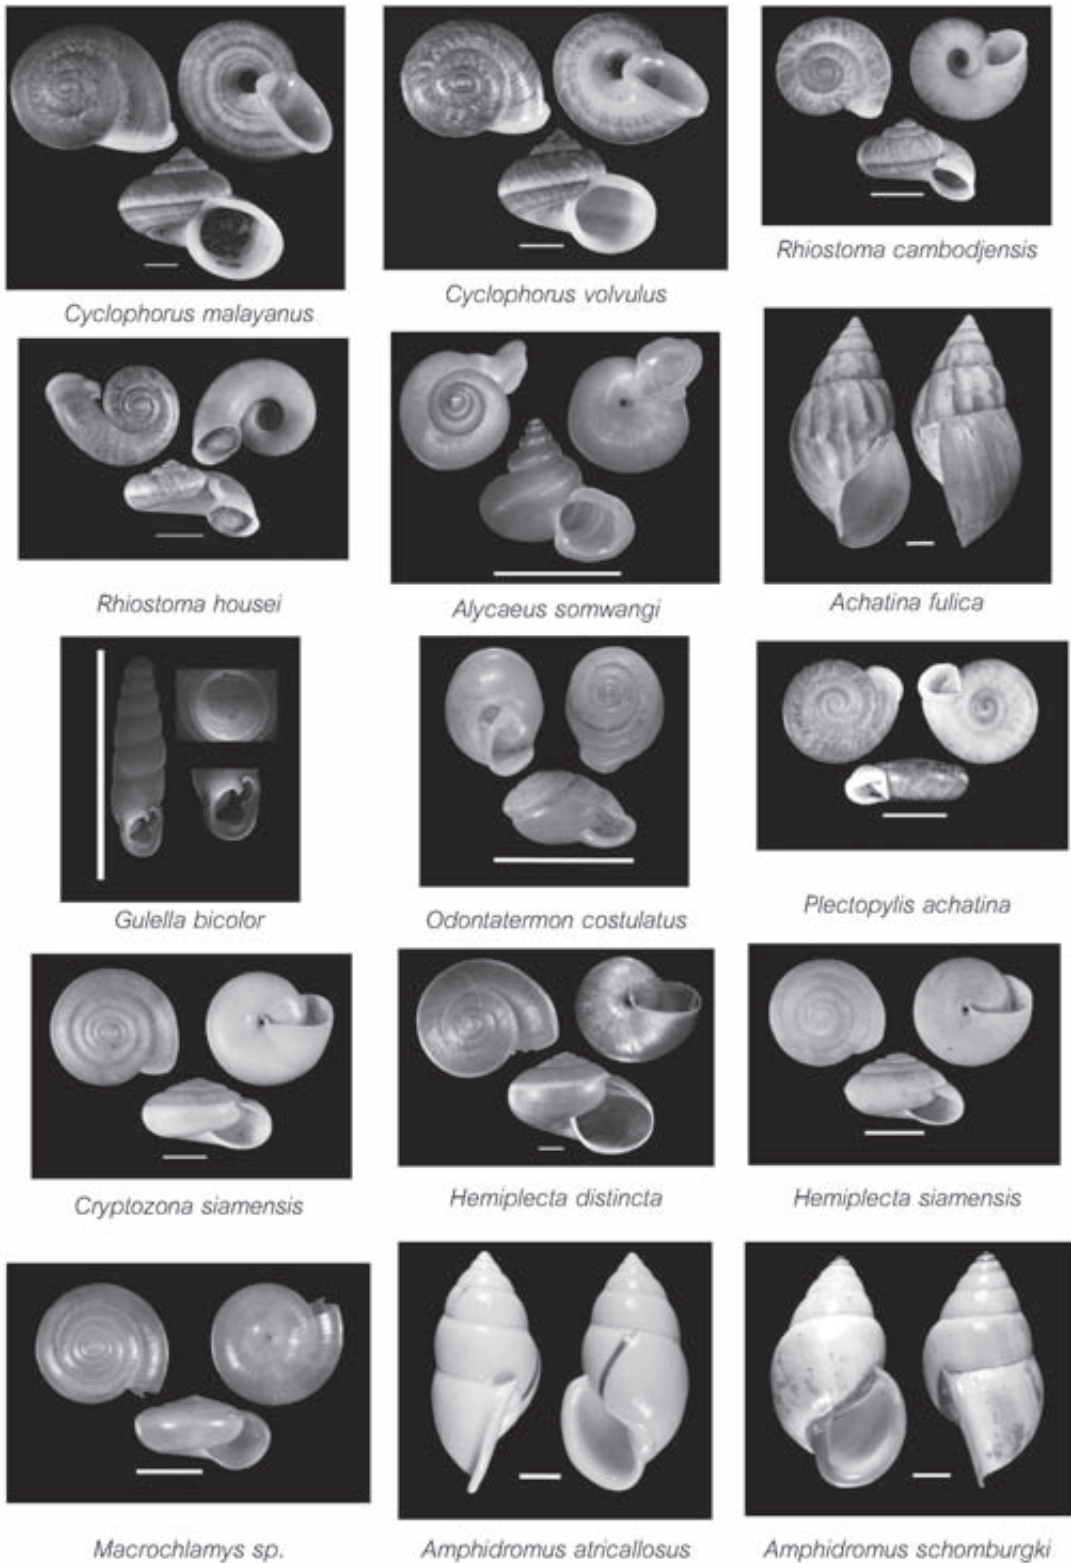 Cyclophorus malayanus
Cyclophorus volvulus
Rhiostoma cambodjensis
Rhiostoma housei
Alycaeus somwangi
Achatina fulica
Gulella bicolor
Odontatermon costulatus
Plectopylis achatina
Cryptozona siamensis
Hemiplecta distincta
Hemiplecta siamensis
Macrochlamys sp.
Amphidromus atricallosus
Amphidromus schomburgki